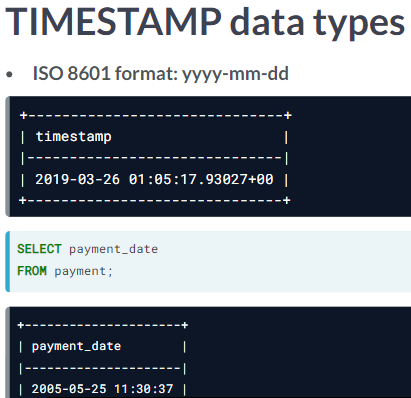 TIMESTAMP data types
• ISO 8601 format: yyyy-mm-dd
+------------------------------+
| timestamp                    |
|------------------------------|
| 2019-03-26 01:05:17.93027+00 |
+------------------------------+
SELECT payment_date
FROM payment;
+---------------------+
| payment_date        |
|---------------------|
| 2005-05-25 11:30:37 |